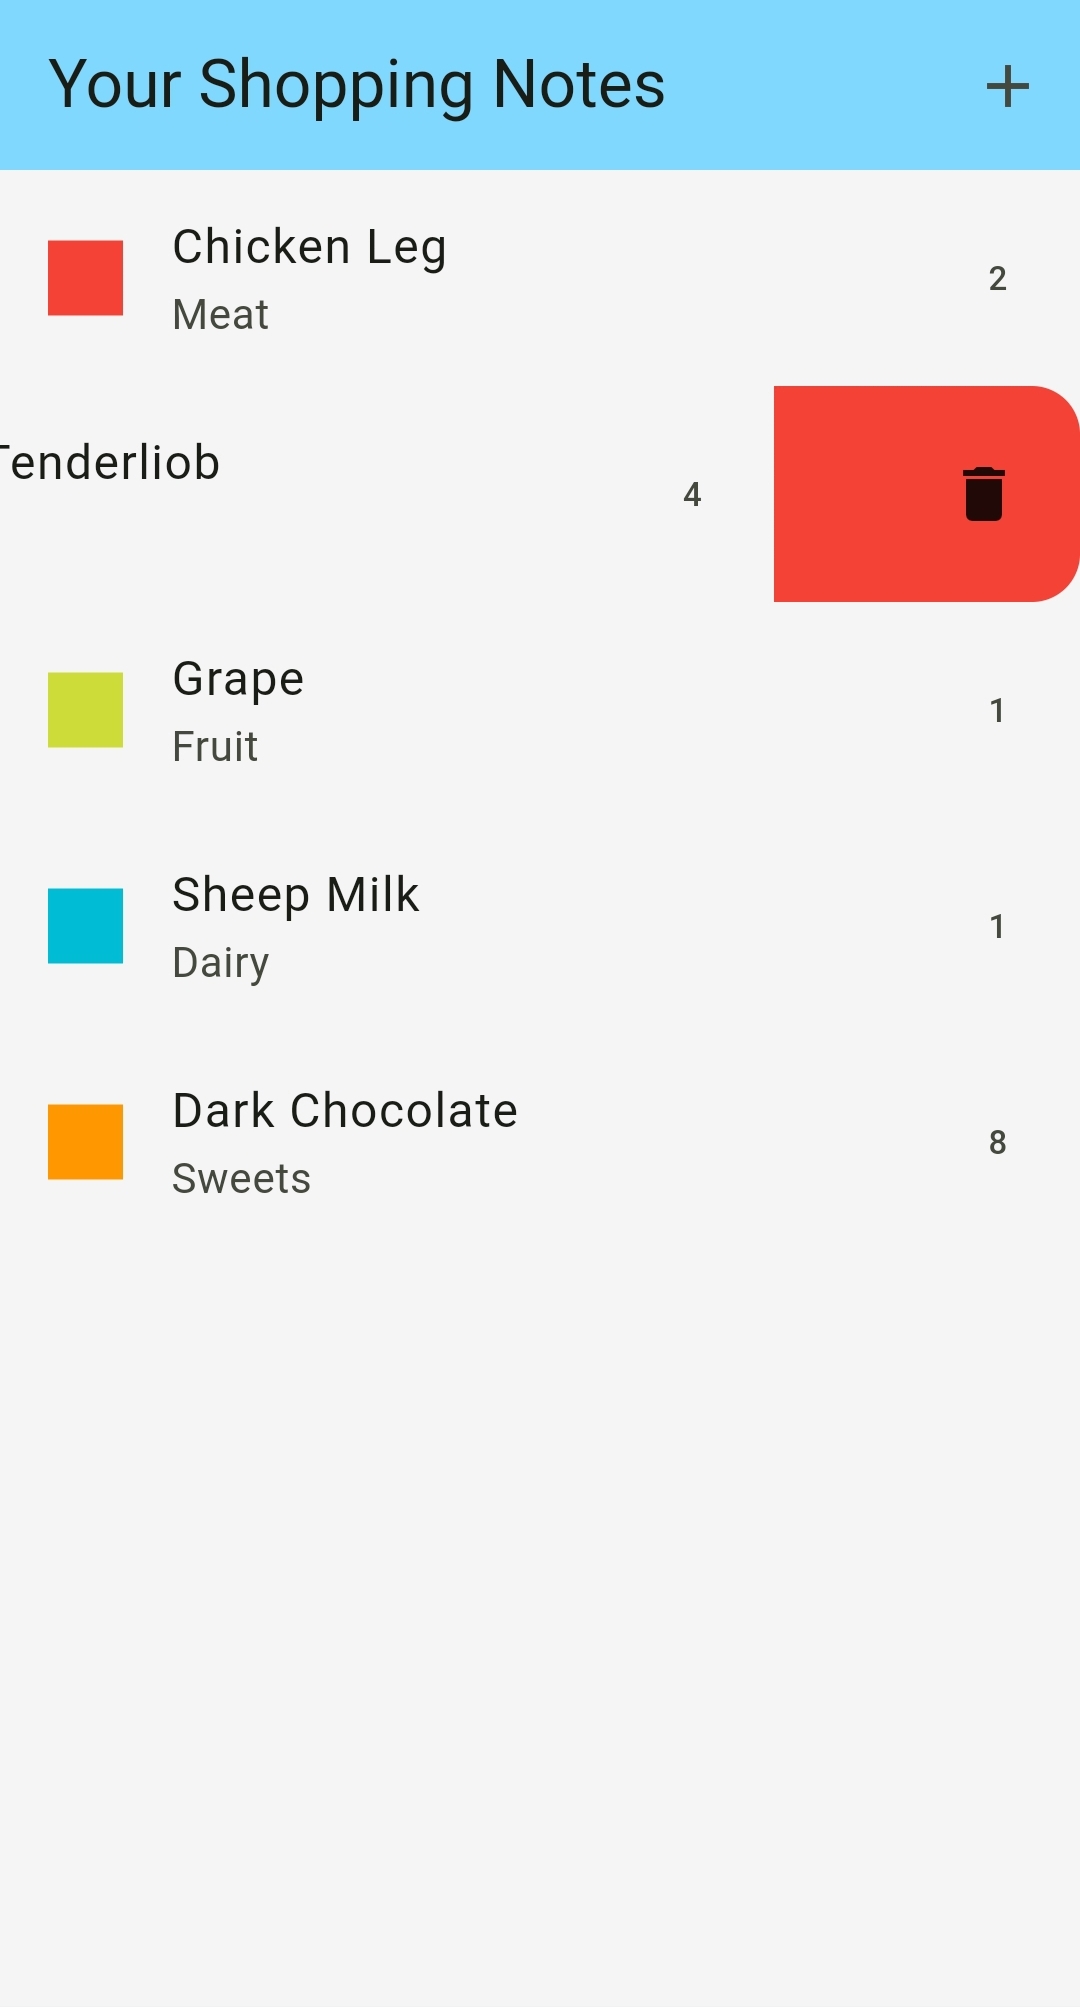 Your Shopping Notes
Chicken Leg
Meat
2
Tenderliob
4
Grape
Fruit
1
Sheep Milk
Dairy
1
Dark Chocolate
Sweets
8